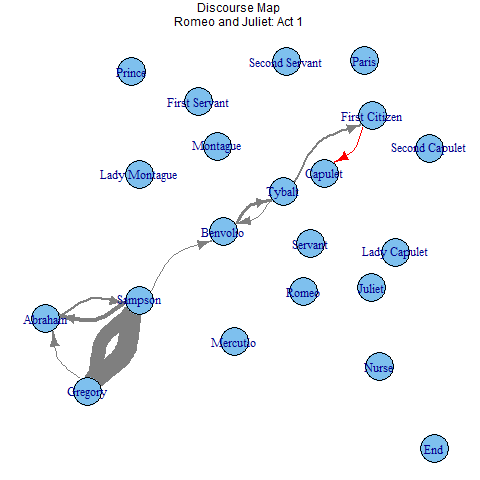 Discourse Map
Romeo and Juliet: Act 1
Second Servant
Paris
Prince
First Servant
First Citizen
Montague
Second Capulet
Lady Montague
Capulet
Tybalt
Benvolio
Servant
Lady Capulet
Romeo
Juliet
Sampson
Abraham
Mercutio
Nurse
Gregory
End